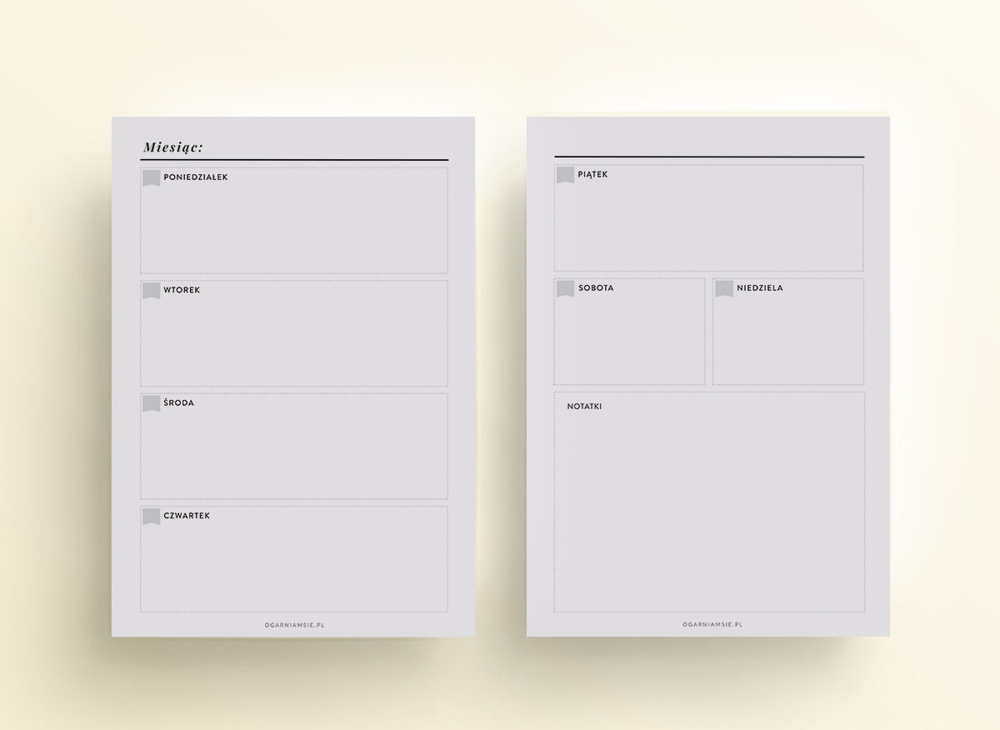 Miesiąc:
PONIEDZIAŁEK
WTOREK
ŚRODA
CZWARTEK
OGARNIAMSIE.PL
PIĄTEK
SOBOTA
NIEDZIELA
NOTATKI
OGARNIAMSIE.PL